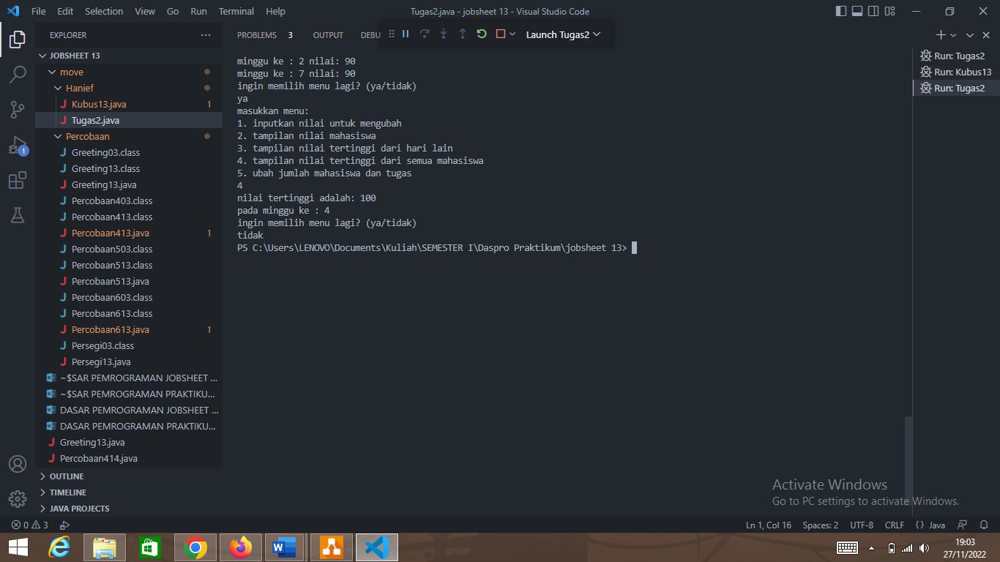 File Edit Selection View Go Run Terminal Help
Tugas2.java - jobsheet 13 - Visual Studio Code
EXPLORER
JOBSHEET 13
move
Hanief
Kubus13.java 1
Tugas2.java
Percobaan
Greeting03.class
Greeting13.class
Greeting13.java
Percobaan403.class
Percobaan413.class
Percobaan413.java 1
Percobaan503.class
Percobaan513.class
Percobaan513.java
Percobaan603.class
Percobaan613.class
Percobaan613.java 1
Persegi03.class
Persegi13.java
~$SAR PEMROGRAMAN JOBSHEET ...
~$SAR PEMROGRAMAN PRAKTIKU...
DASAR PEMROGRAMAN JOBSHEET ...
DASAR PEMROGRAMAN PRAKTIKU...
Greeting13.java
Percobaan414.java
OUTLINE
TIMELINE
JAVA PROJECTS
1
PROBLEMS 3 OUTPUT DEBU
Launch Tugas2
minggu ke : 2 nilai: 90
minggu ke : 7 nilai: 90
ingin memilih menu lagi? (ya/tidak)
ya
masukkan menu:
1. inputkan nilai untuk mengubah
2. tampilan nilai mahasiswa
3. tampilan nilai tertinggi dari hari lain
4. tampilan nilai tertinggi dari semua mahasiswa
5. ubah jumlah mahasiswa dan tugas
4
nilai tertinggi adalah: 100
pada minggu ke : 4
ingin memilih menu lagi? (ya/tidak)
tidak
PS C:\Users\LENOVO\Documents\Kuliah\SEMESTER I\Daspro Praktikum\jobsheet 13>
Run: Tugas2
Run: Kubus13
Run: Tugas2
Activate Windows
Go to PC settings to activate Windows.
0 3
Ln 1, Col 16 Spaces: 2 UTF-8 CRLF {} Java
19:03
27/11/2022